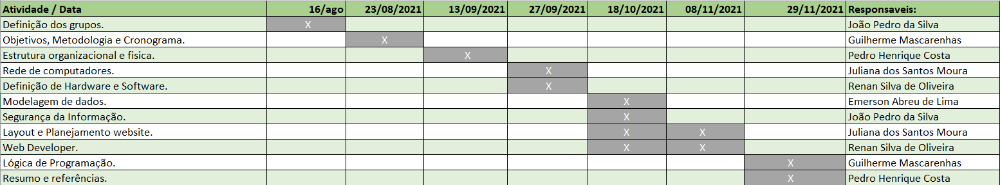 Atividade / Data 16/ago 23/08/2021 13/09/2021 27/09/2021 18/10/2021 08/11/2021 29/11/2021 Responsaveis:
Definição dos grupos. X João Pedro da Silva
Objetivos, Metodologia e Cronograma. X Guilherme Mascarenhas
Estrutura organizacional e fisica. X Pedro Henrique Costa
Rede de computadores. X Juliana dos Santos Moura
Definição de Hardware e Software. X Renan Silva de Oliveira
Modelagem de dados. X Emerson Abreu de Lima
Segurança da Informação. X João Pedro da Silva
Layout e Planejamento website. X X Juliana dos Santos Moura
Web Developer. X X Renan Silva de Oliveira
Lógica de Programação. X Guilherme Mascarenhas
Resumo e referências. X Pedro Henrique Costa